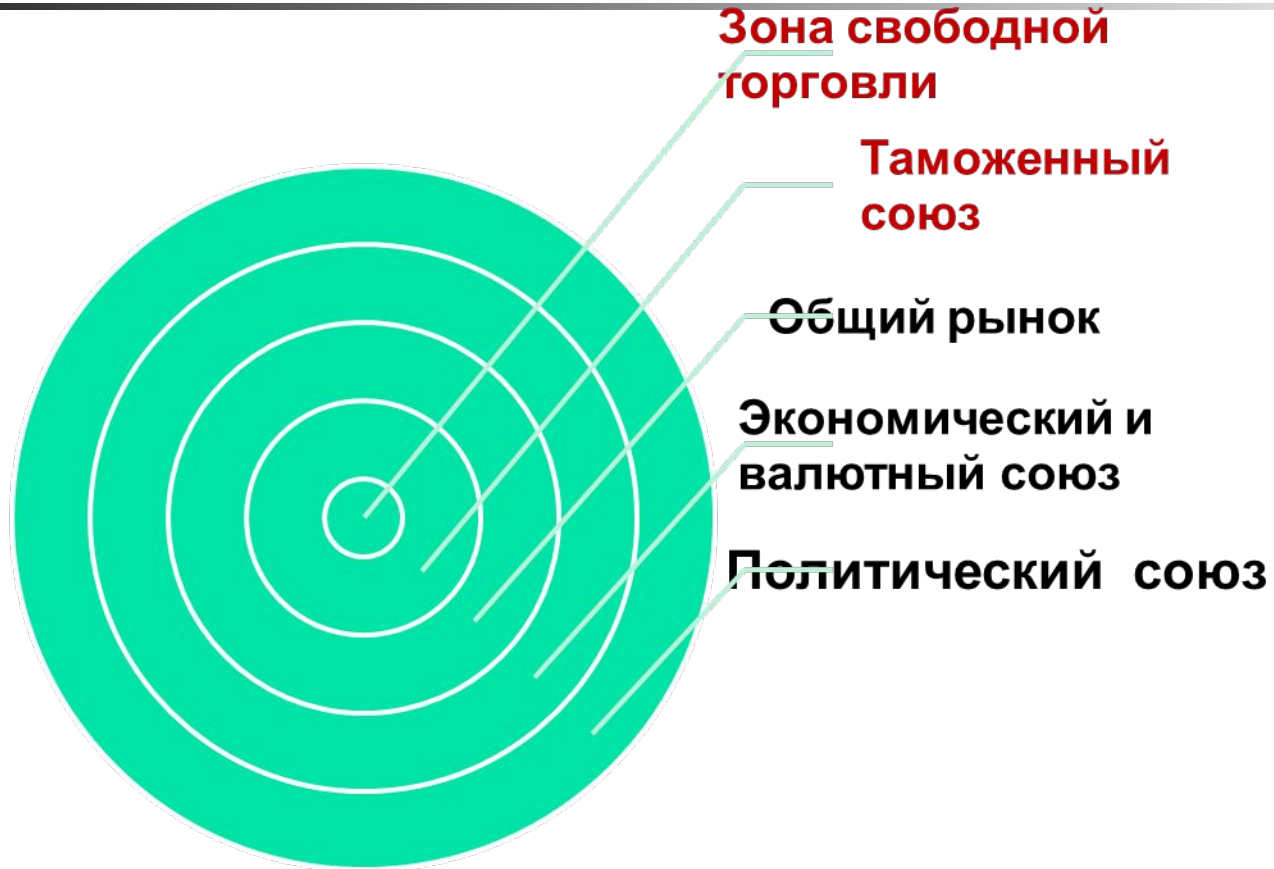 Зона свободной
торговли
Таможенный
союз
Общий рынок
Экономический и
валютный союз
Политический союз